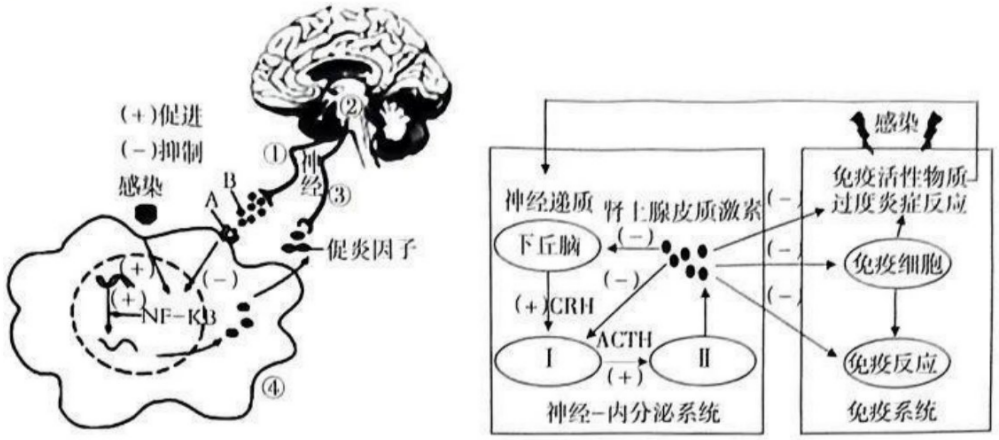 (+)促进
(-)抑制
感染
A
B
①
②
神经
③
促炎因子
(+)
(+)
(-)
NF-KB
④
感染
神经递质
肾上腺皮质激素
(-)
免疫活性物质
过度炎症反应
下丘脑
(-)
(-)
(-)
免疫细胞
(+)CRH
(-)
ACTH
Ⅰ
(+)
Ⅱ
免疫反应
神经-内分泌系统
免疫系统